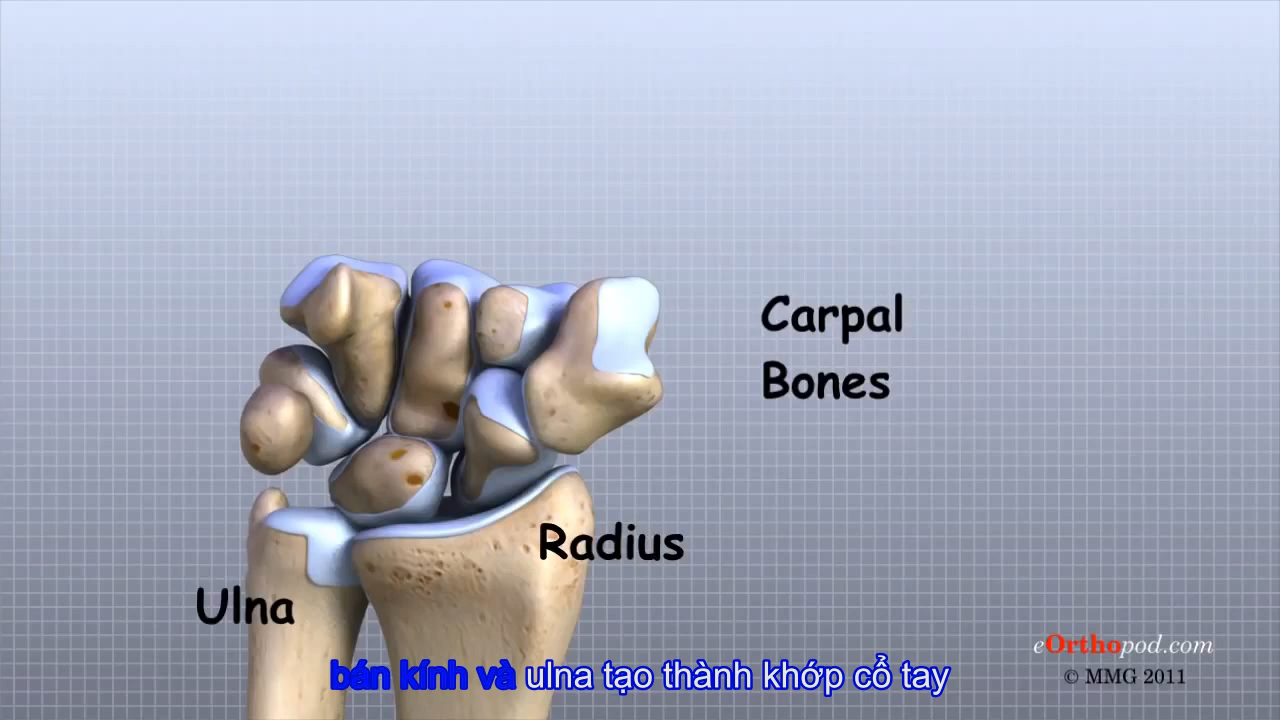 Carpal
Bones
Radius
Ulna
eOrthopod.com
bán kính và ulna tạo thành khớp cổ tay
© MMG 2011